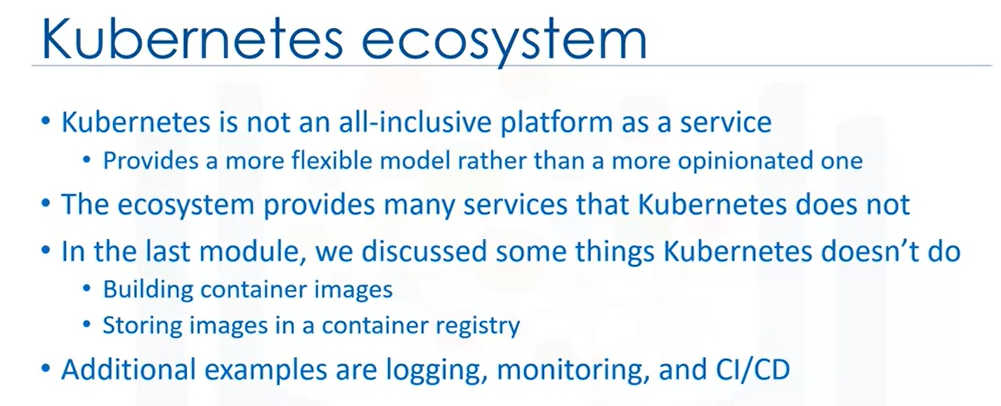 Kubernetes ecosystem
• Kubernetes is not an all-inclusive platform as a service
• Provides a more flexible model rather than a more opinionated one
• The ecosystem provides many services that Kubernetes does not
• In the last module, we discussed some things Kubernetes doesn’t do
• Building container images
• Storing images in a container registry
• Additional examples are logging, monitoring, and CI/CD